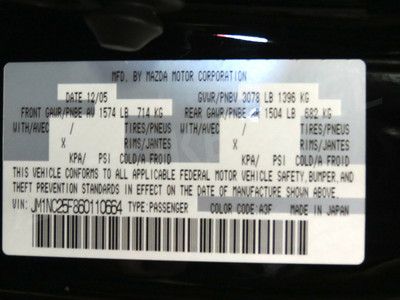 MFD. BY MAZDA MOTOR CORPORATION
DATE 12/05 GVWR/PNBV 3078 LB 1396 KG
FRONT GAWR/PNBE AV 1574 LB 714 KG REAR GAWR/PNBE AR 1504 LB 682 KG
WITH/AVEC / TIRES/PNEUS WITH/AVEC / TIRES/PNEUS
X RIMS/JANTES X RIMS/JANTES
KPA/ PSI COLD/A FROID KPA/ PSI COLD/A FROID
THIS VEHICLE CONFORMS TO ALL APPLICABLE FEDERAL MOTOR VEHICLE SAFETY, BUMPER, AND
THEFT PREVENTION STANDARDS IN EFFECT ON THE DATE OF MANUFACTURE SHOWN ABOVE.
VIN: JM1NC25F860110664 TYPE: PASSENGER COLOR CODE: A3F MADE IN JAPAN